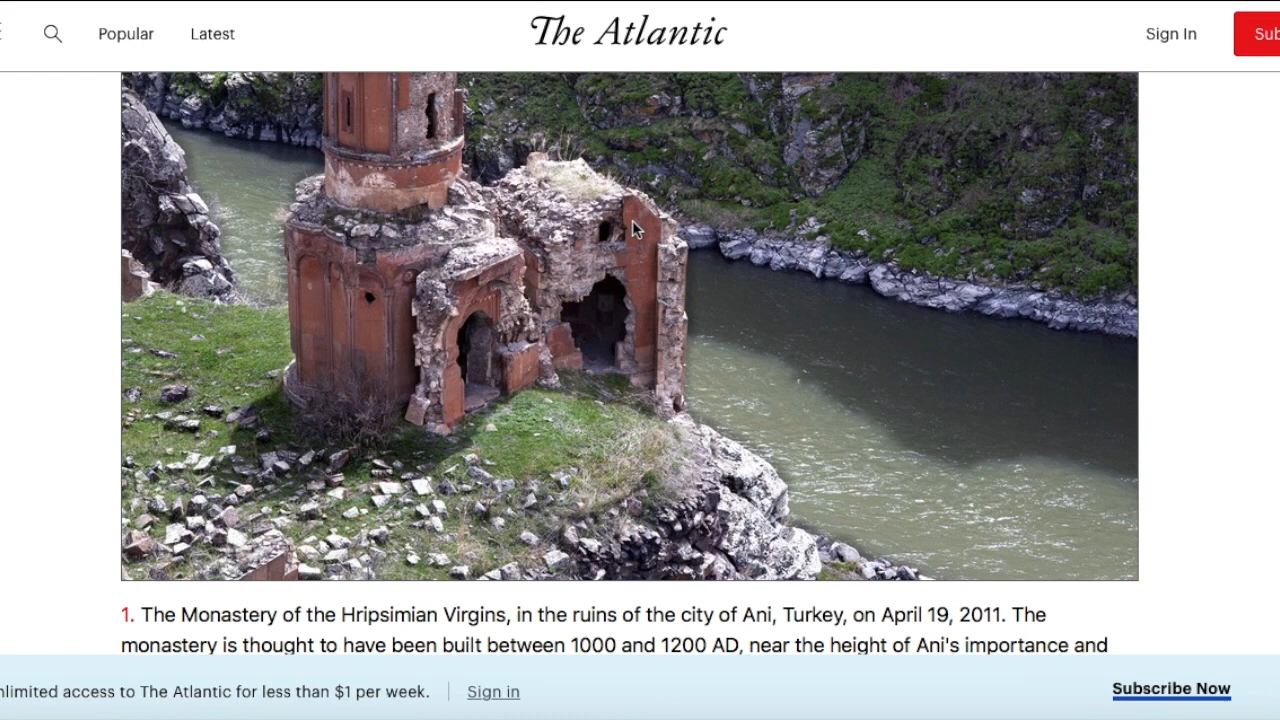 Popular
Latest
The Atlantic
Sign In
1. The Monastery of the Hripsimian Virgins, in the ruins of the city of Ani, Turkey, on April 19, 2011. The
monastery is thought to have been built between 1000 and 1200 AD, near the height of Ani's importance and
access to The Atlantic for less than $1 per week.
Sign in
Subscribe Now